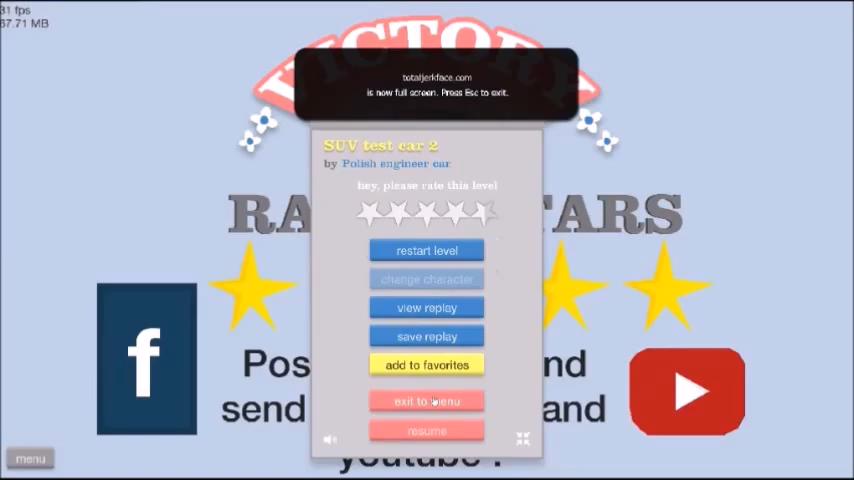 31 fps
67.71 MB
VICTORY
totaljerkface.com
is now full screen. Press Esc to exit.
SUV test car 2
by Polish engineer car
hey, please rate this level
RA TARS
restart level
change character
view replay
save replay
add to favorites
exit to menu
resume
f
Pos nd
send and
youtube .
menu